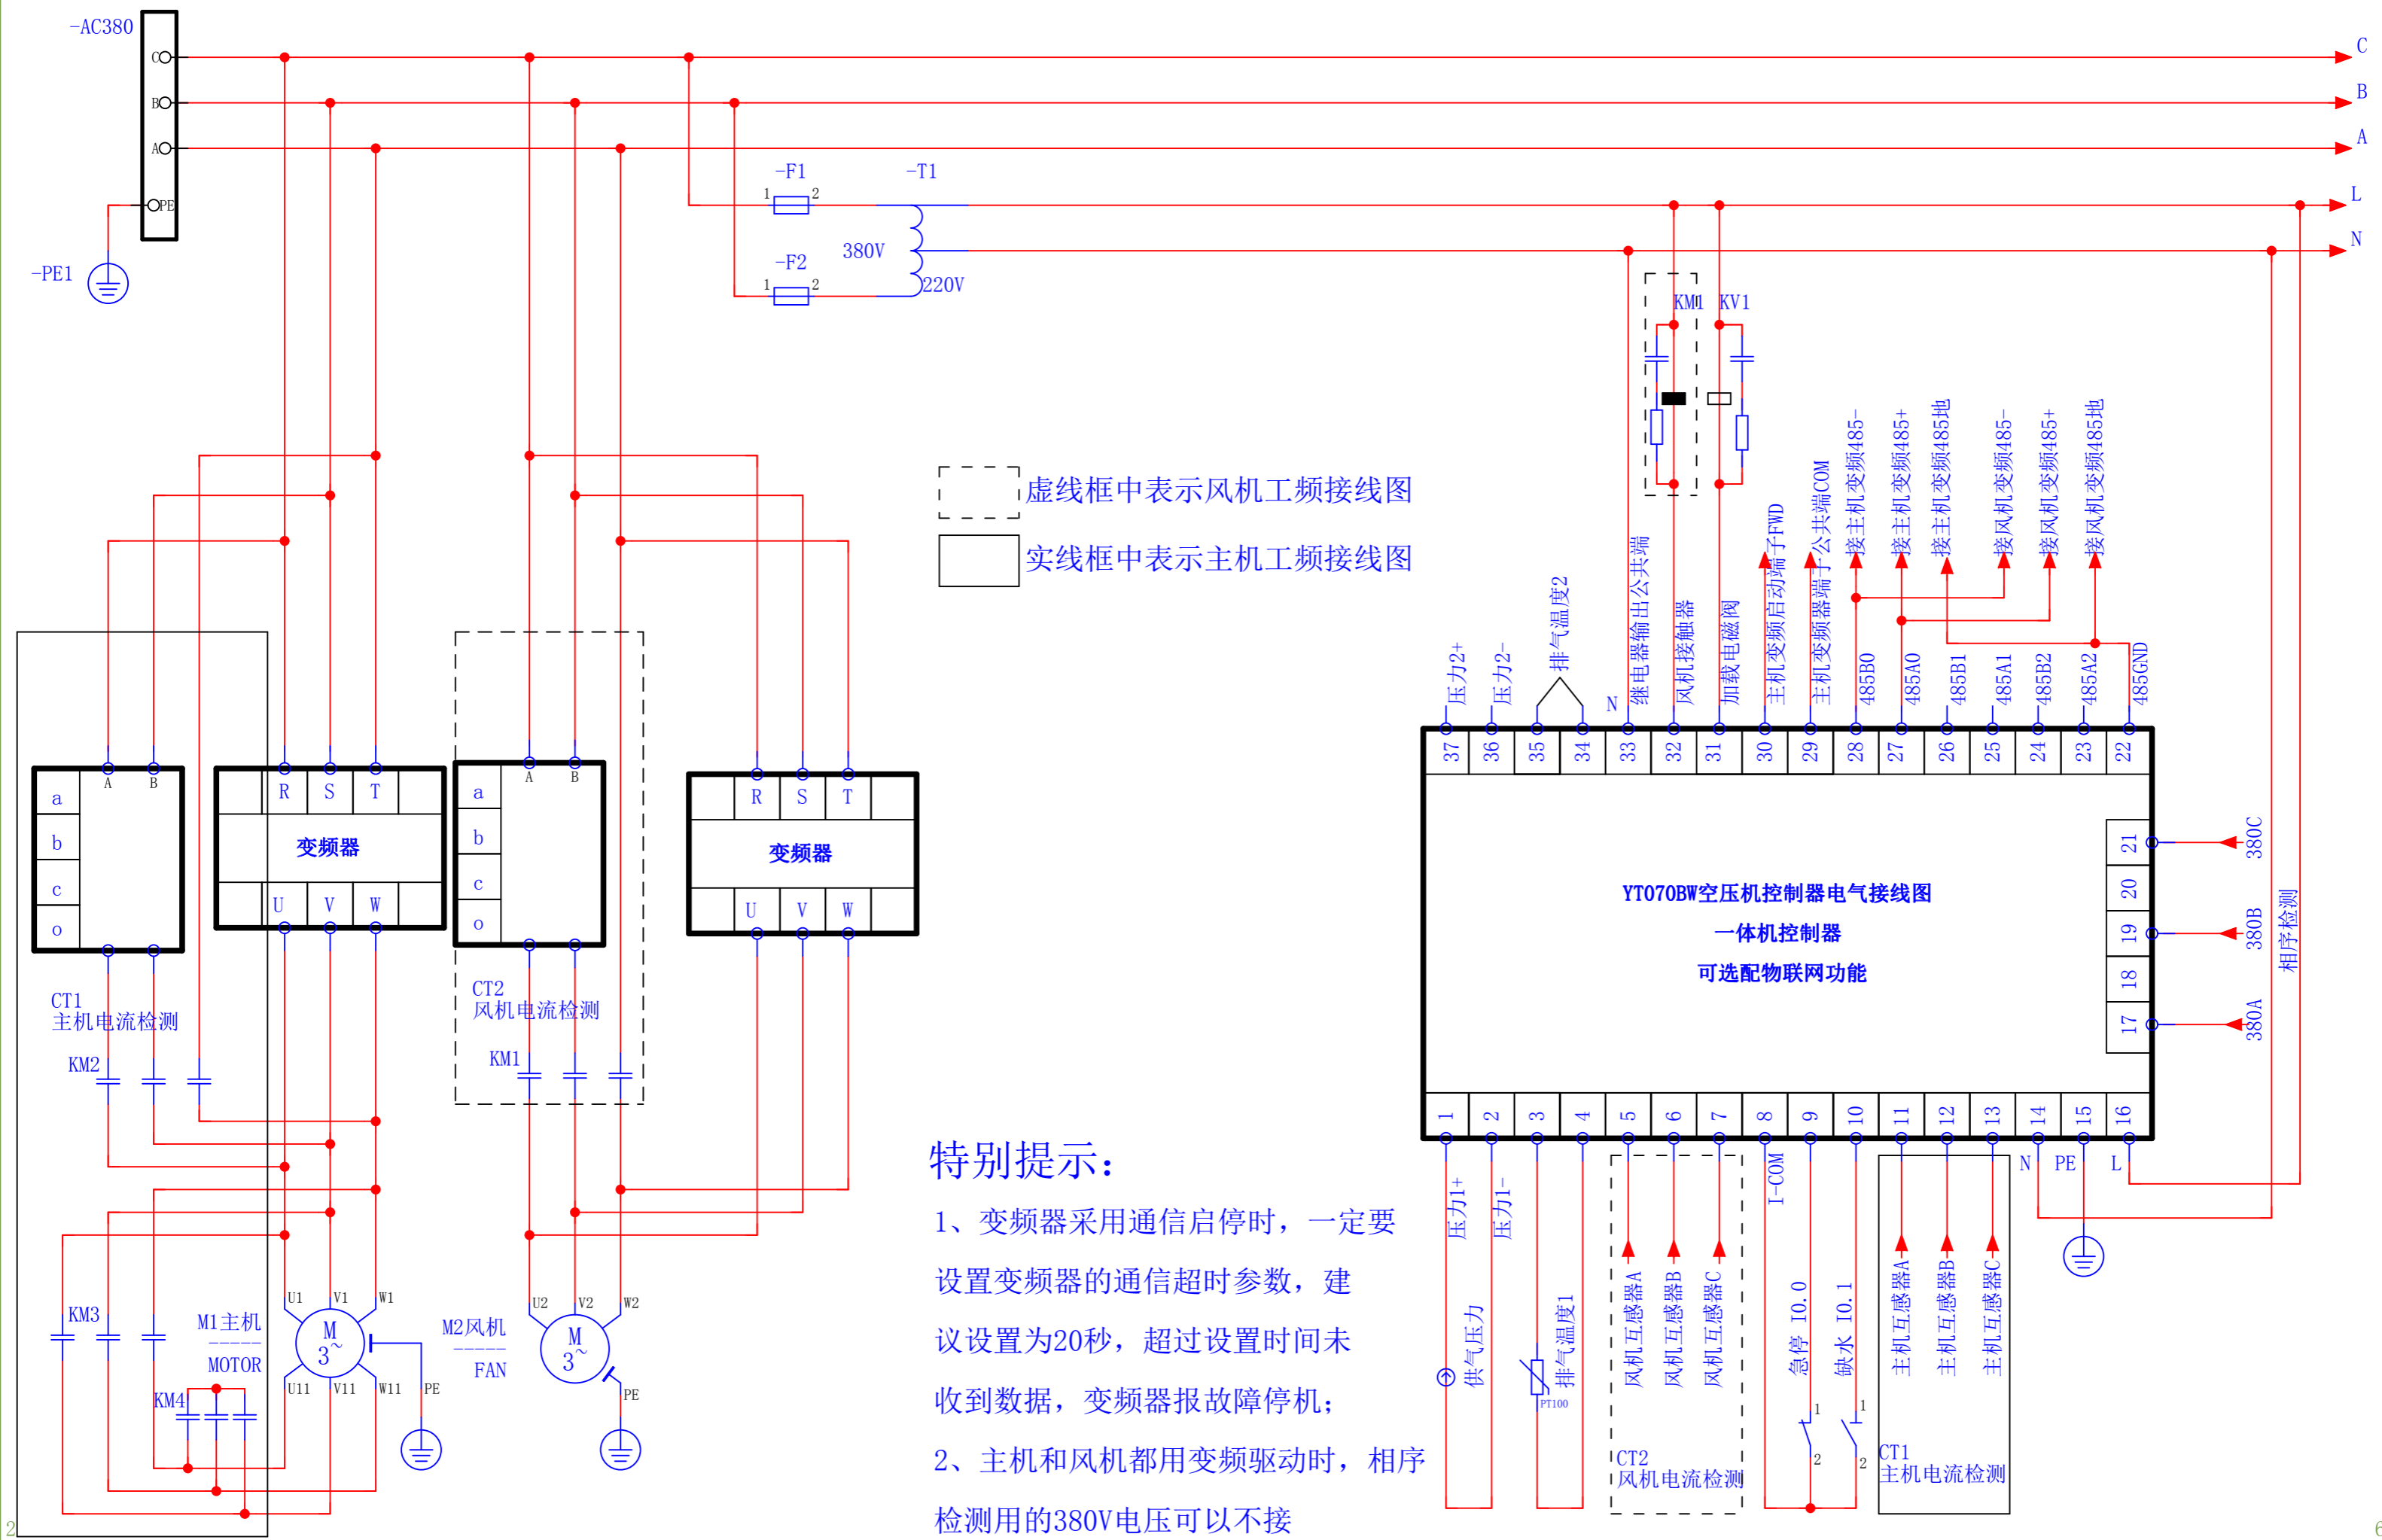 -AC380
C
B
A
PE
-PE1
C
B
A
L
N
-F1
1 2
-F2
1 2
-T1
380V
220V
KM1
KV1
虚线框中表示风机工频接线图
实线框中表示主机工频接线图
A B
a
b
c
o
CT1
主机电流检测
KM2
R S T
变频器
U V W
A B
a
b
c
o
CT2
风机电流检测
KM1
R S T
变频器
U V W
KM3
KM4
M1主机
-----
MOTOR
U1 V1 W1
M
3~
U11 V11 W11 PE
M2风机
-----
FAN
U2 V2 W2
M
3~
PE
特别提示:
1、变频器采用通信启停时，一定要
设置变频器的通信超时参数，建
议设置为20秒，超过设置时间未
收到数据，变频器报故障停机；
2、主机和风机都用变频驱动时，相序
检测用的380V电压可以不接
压力2+
压力2-
排气温度2
N
继电器输出公共端
风机接触器
加载电磁阀
主机变频启动端子FWD
主机变频器端子公共端COM
接主机变频485-
接主机变频485+
接主机变频485地
接风机变频485-
接风机变频485+
接风机变频485地
485B0
485A0
485B1
485A1
485B2
485A2
485GND
37 36 35 34 33 32 31 30 29 28 27 26 25 24 23 22
YT070BW空压机控制器电气接线图
一体机控制器
可选配物联网功能
21
20
19
18
17
380C
380B
380A
相序检测
1 2 3 4 5 6 7 8 9 10 11 12 13 14 15 16
压力1+
压力1-
供气压力
排气温度1
PT100
风机互感器A
风机互感器B
风机互感器C
CT2
风机电流检测
I-COM
急停 I0.0
缺水 I0.1
1
2
1
2
主机互感器A
主机互感器B
主机互感器C
CT1
主机电流检测
N PE L
2
6